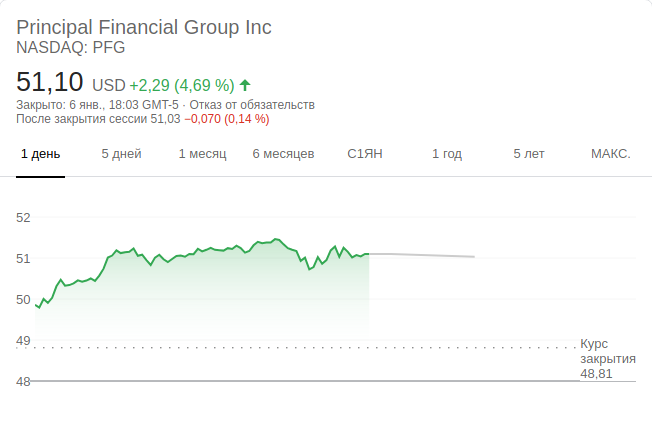 Principal Financial Group Inc
NASDAQ: PFG
51,10 USD +2,29 (4,69 %)
Закрыто: 6 янв., 18:03 GMT-5 · Отказ от обязательств
После закрытия сессии 51,03 −0,070 (0,14 %)
1 день 5 дней 1 месяц 6 месяцев С1ЯН 1 год 5 лет МАКС.
52
51
50
49
Курс
закрытия
48,81
48